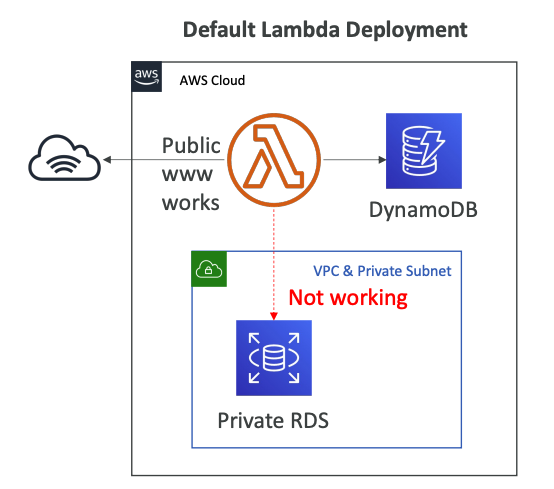 Default Lambda Deployment
aws
AWS Cloud
Public
www
works
DynamoDB
VPC & Private Subnet
Not working
Private RDS